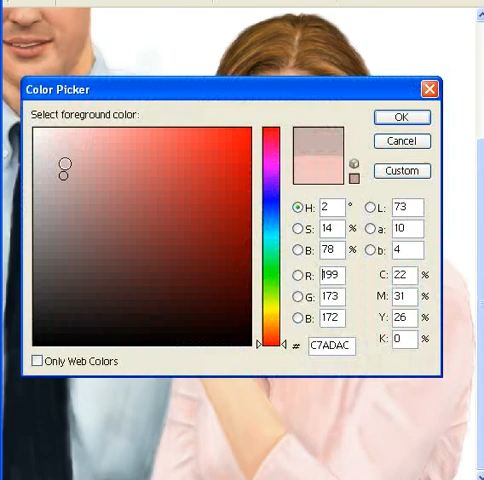 Color Picker
Select foreground color:
OK
Cancel
Custom
H: 2 °
S: 14 %
B: 78 %
R: 199
G: 173
B: 172
# C7ADAC
L: 73
a: 10
b: 4
C: 22 %
M: 31 %
Y: 26 %
K: 0 %
Only Web Colors